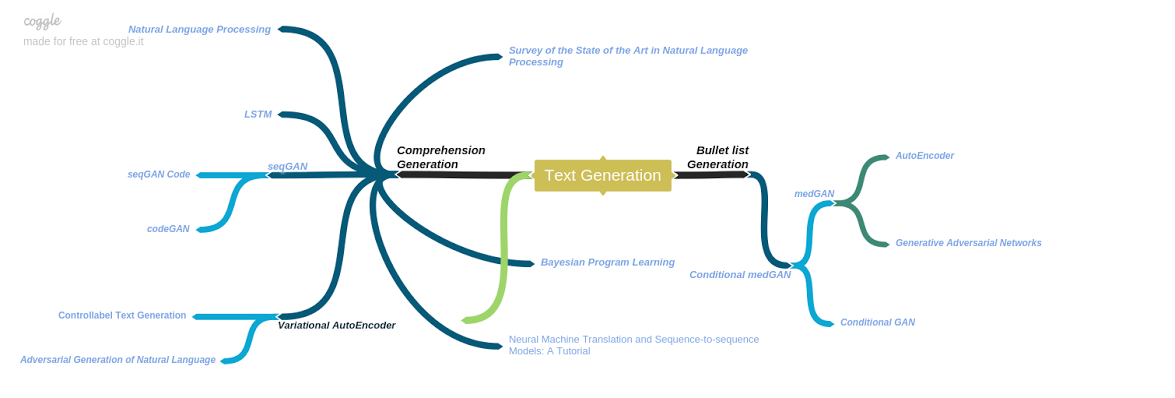 coggle
made for free at coggle.it
Natural Language Processing
Survey of the State of the Art in Natural Language
Processing
LSTM
Comprehension
Generation
Bullet list
Generation
Text Generation
seqGAN
seqGAN Code
codeGAN
AutoEncoder
medGAN
Generative Adversarial Networks
Bayesian Program Learning
Conditional medGAN
Controllabel Text Generation
Variational AutoEncoder
Conditional GAN
Adversarial Generation of Natural Language
Neural Machine Translation and Sequence-to-sequence
Models: A Tutorial